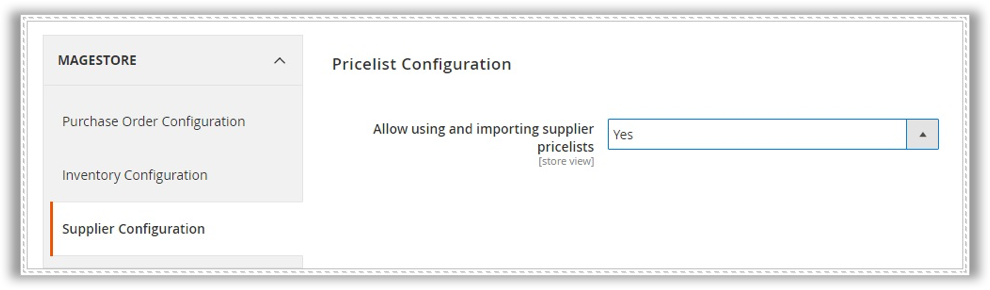 MAGESTORE
Purchase Order Configuration
Inventory Configuration
Supplier Configuration
Pricelist Configuration
Allow using and importing supplier
pricelists
[store view]
Yes